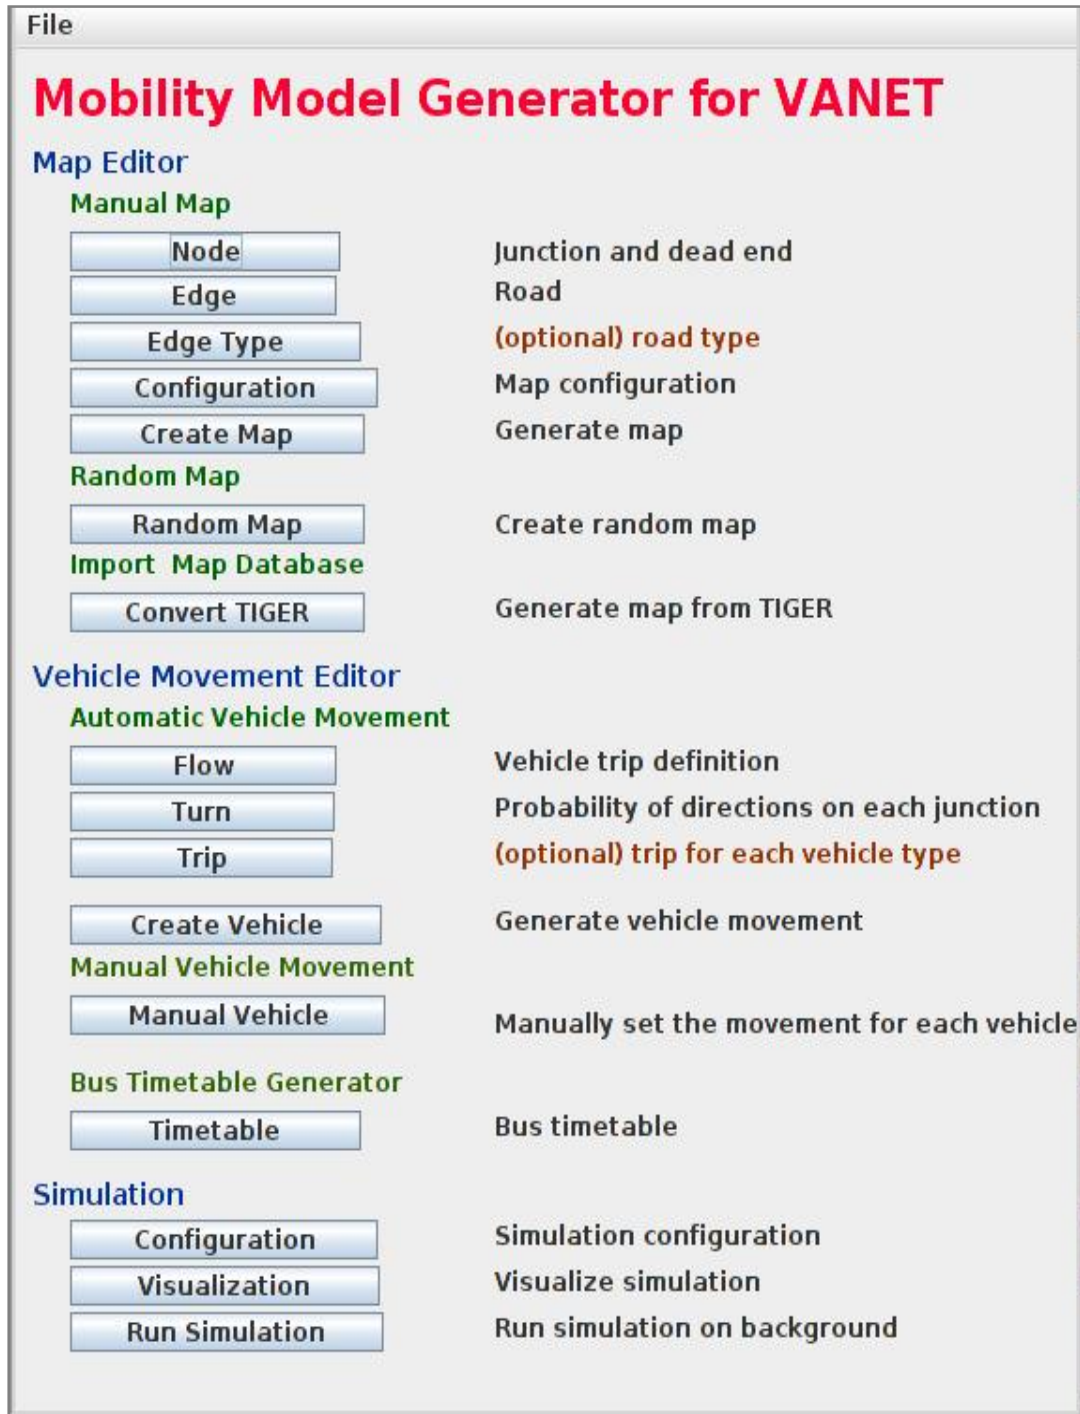 File
Mobility Model Generator for VANET
Map Editor
Manual Map
Node Junction and dead end
Edge Road
Edge Type (optional) road type
Configuration Map configuration
Create Map Generate map
Random Map
Random Map Create random map
Import Map Database
Convert TIGER Generate map from TIGER
Vehicle Movement Editor
Automatic Vehicle Movement
Flow Vehicle trip definition
Turn Probability of directions on each junction
Trip (optional) trip for each vehicle type
Create Vehicle Generate vehicle movement
Manual Vehicle Movement
Manual Vehicle Manually set the movement for each vehicle
Bus Timetable Generator
Timetable Bus timetable
Simulation
Configuration Simulation configuration
Visualization Visualize simulation
Run Simulation Run simulation on background